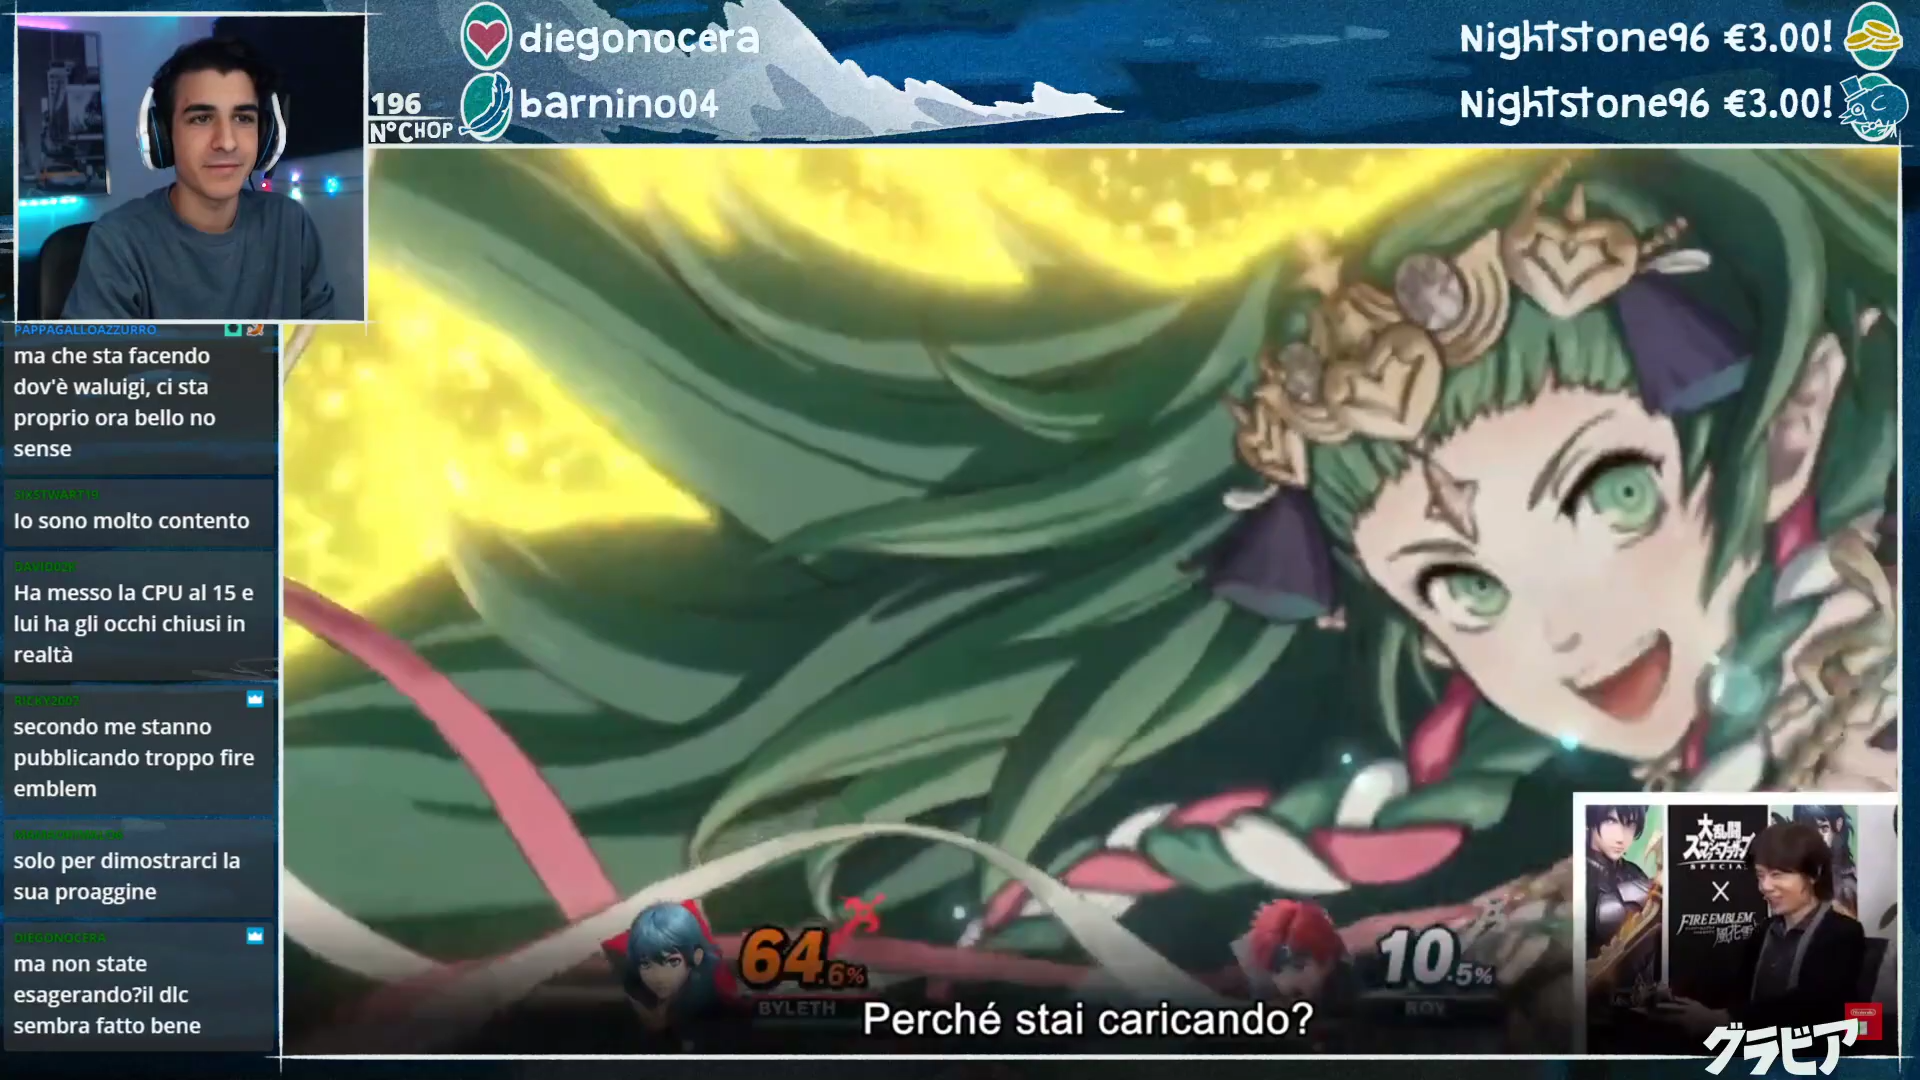 diegonocera
barnino04
196
N°CHOP
Nightstone96 €3.00!
Nightstone96 €3.00!
PAPPAGALLOAZZURRO
ma che sta facendo
dov'è waluigi, ci sta
proprio ora bello no
sense
SIXSTWART19
Io sono molto contento
DAVID02K
Ha messo la CPU al 15 e
lui ha gli occhi chiusi in
realtà
RICKY2007
secondo me stanno
pubblicando troppo fire
emblem
solo per dimostrarci la
sua proaggine
DIEGONOCERA
ma non state
esagerando?il dlc
sembra fatto bene
64.6%
BYLETH
10.5%
ROY
Perché stai caricando?
大乱闘
スマッシュブラザーズ
SPECIAL
X
FIRE EMBLEM
風花雪月
Nintendo
グラビア